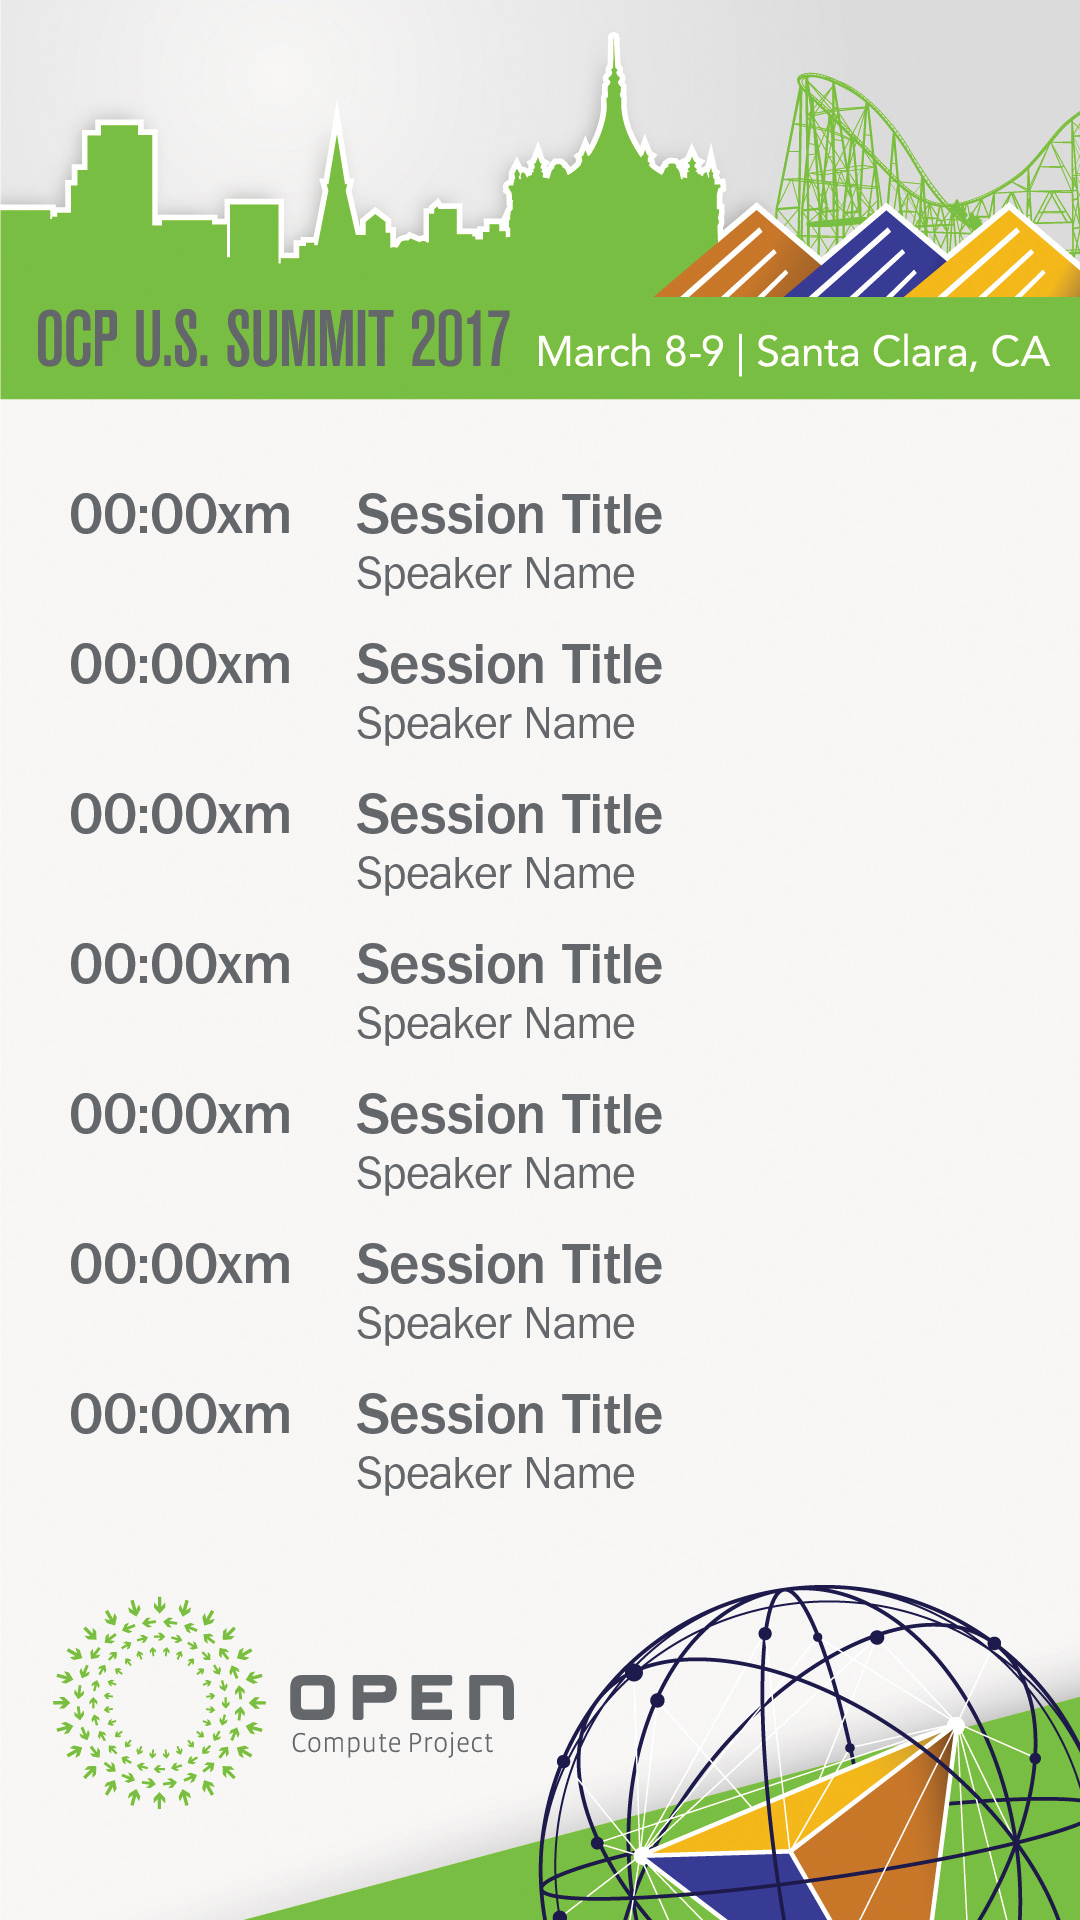 OCP U.S. SUMMIT 2017 March 8-9 | Santa Clara, CA
00:00xm Session Title
Speaker Name
00:00xm Session Title
Speaker Name
00:00xm Session Title
Speaker Name
00:00xm Session Title
Speaker Name
00:00xm Session Title
Speaker Name
00:00xm Session Title
Speaker Name
00:00xm Session Title
Speaker Name
OPEN
Compute Project